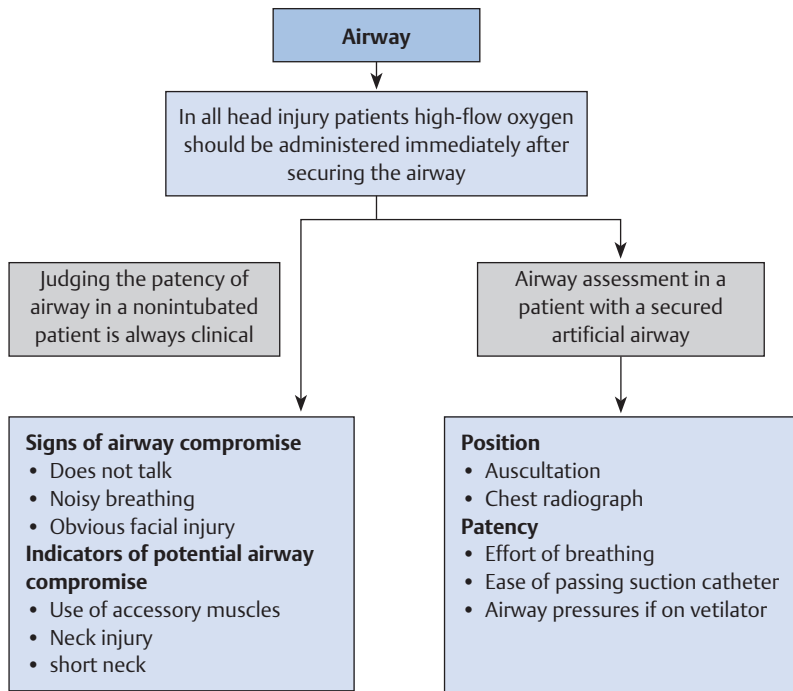 Airway
In all head injury patients high-flow oxygen
should be administered immediately after
securing the airway
Judging the patency of
airway in a nonintubated
patient is always clinical
Airway assessment in a
patient with a secured
artificial airway
Signs of airway compromise
• Does not talk
• Noisy breathing
• Obvious facial injury
Indicators of potential airway
compromise
• Use of accessory muscles
• Neck injury
• short neck
Position
• Auscultation
• Chest radiograph
Patency
• Effort of breathing
• Ease of passing suction catheter
• Airway pressures if on vetilator